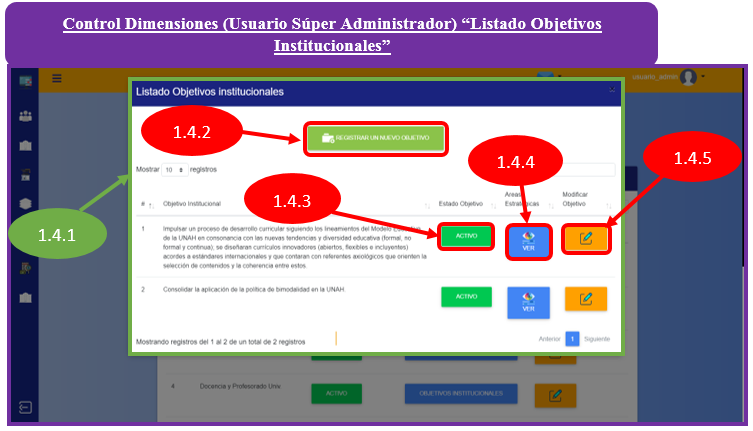 Control Dimensiones (Usuario Súper Administrador) “Listado Objetivos
Institucionales”
usuario_admin
Listado Objetivos institucionales
×
1.4.2
REGISTRAR UN NUEVO OBJETIVO
1.4.4
1.4.5
Mostrar 10 registros
1.4.3
# Objetivo Institucional Estado Objetivo Areas Estratégicas Modificar Objetivo
1.4.1
1 Impulsar un proceso de desarrollo curricular siguiendo los lineamientos del Modelo
de la UNAH en consonancia con las nuevas tendencias y diversidad educativa (formal, no
formal y continua), se diseñaran currículos innovadores (abiertos, flexibles e incluyentes)
acordes a estándares internacionales y que contaran con referentes axiológicos que orienten la
selección de contenidos y la coherencia entre estos.
ACTIVO VER
2 Consolidar la aplicación de la política de bimodalidad en la UNAH.
ACTIVO VER
Mostrando registros del 1 al 2 de un total de 2 registros
Anterior 1 Siguiente
4 Docencia y Profesorado Univ. ACTIVO OBJETIVOS INSTITUCIONALES